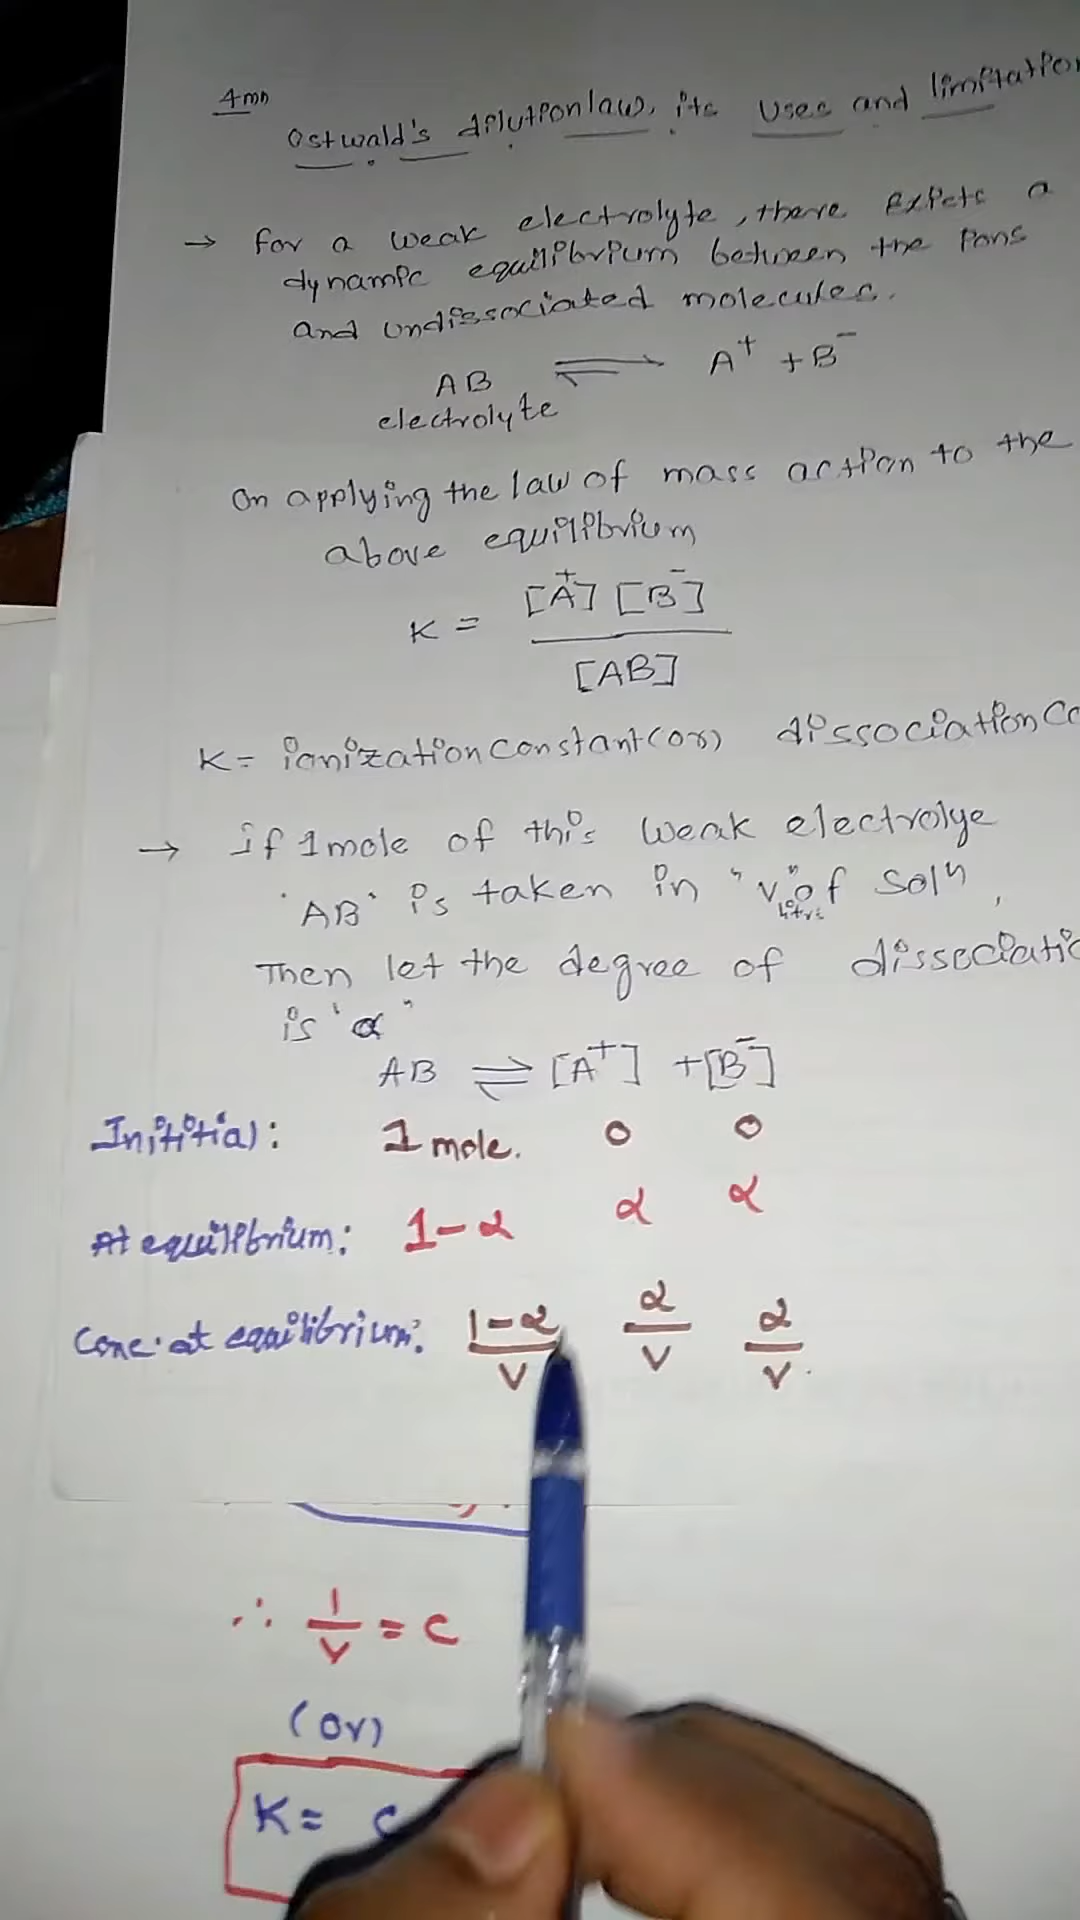 4mn
Ostwald's dilution law, its uses and limitation
→ for a weak electrolyte, there exists a
dynamic equilibrium between the ions
and undissociated molecules.
AB ⇌ A⁺ + B⁻
electrolyte
On applying the law of mass action to the
above equilibrium
K = [A⁺] [B⁻]
[AB]
K = ionization constant (or) dissociation Co
→ if 1 mole of this weak electrolye
'AB' is taken in "V" of solⁿ,
litre
Then let the degree of dissociatio
is 'α'
AB ⇌ [A⁺] + [B⁻]
Inititial: 1 mole. 0 0
At equilibrium: 1-α α α
Conc. at equilibrium: 1-α/V α/V α/V.
∴ 1/V = C
(or)
K = C